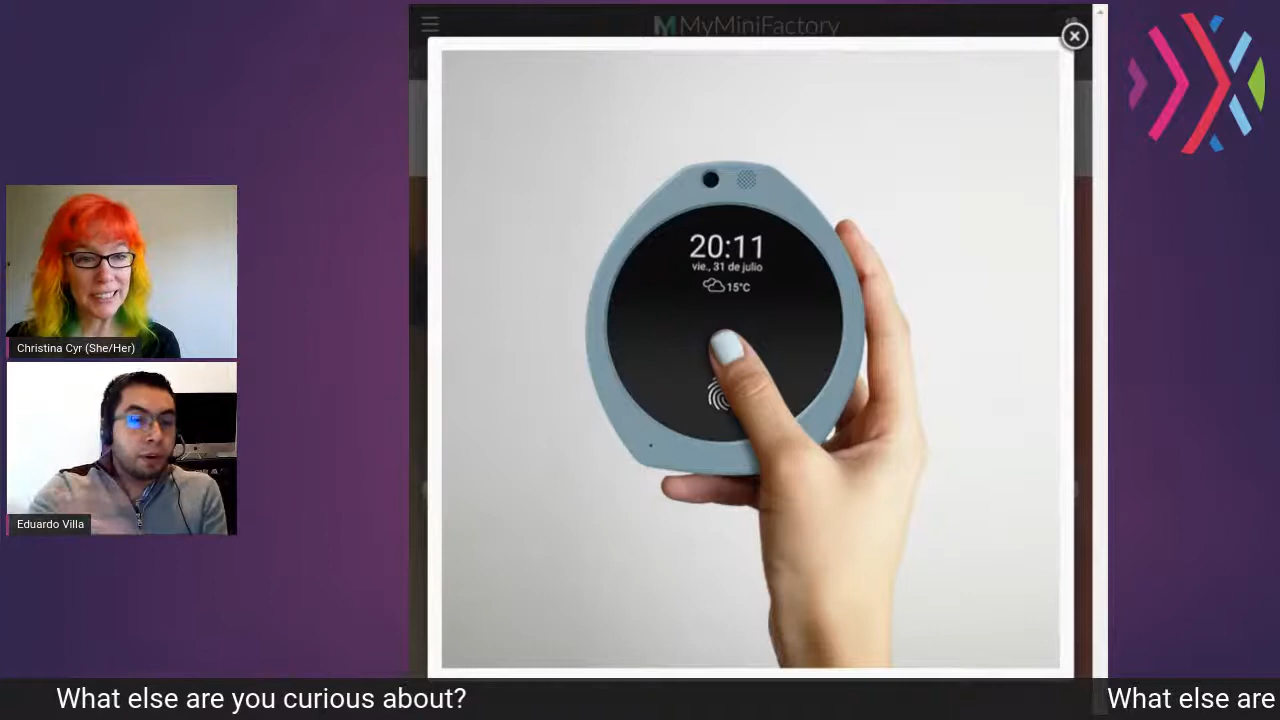 MyMiniFactory
20:11
vie., 31 de julio
15°C
Christina Cyr (She/Her)
Eduardo Villa
What else are you curious about?
What else are